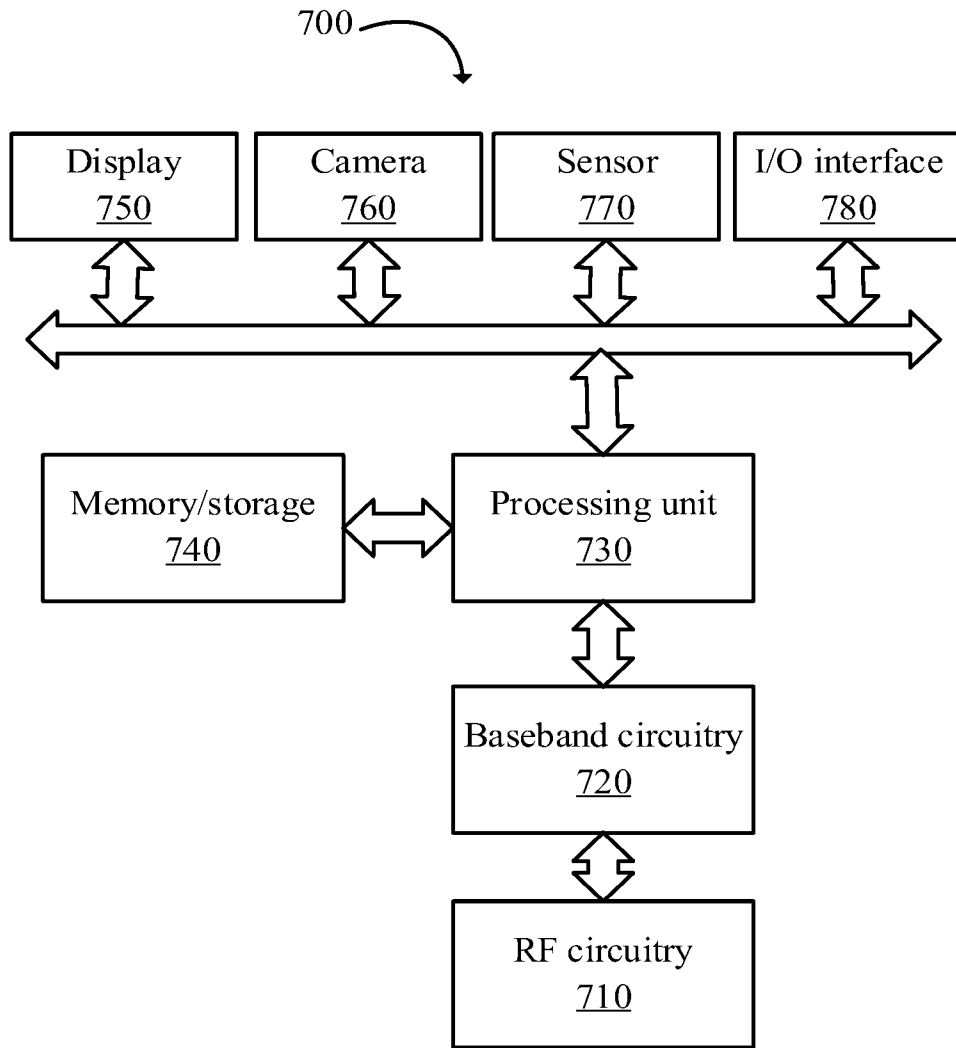 700
Display
750
Camera
760
Sensor
770
I/O interface
780
Memory/storage
740
Processing unit
730
Baseband circuitry
720
RF circuitry
710